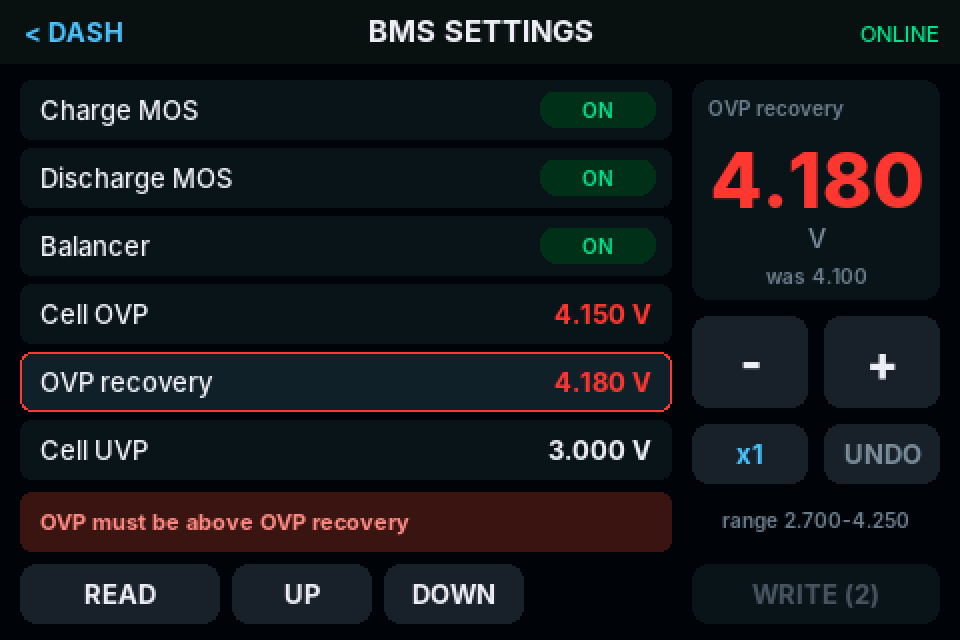 < DASH
BMS SETTINGS
ONLINE
Charge MOS ON
Discharge MOS ON
Balancer ON
Cell OVP 4.150 V
OVP recovery 4.180 V
Cell UVP 3.000 V
OVP must be above OVP recovery
READ
UP
DOWN
OVP recovery
4.180
V
was 4.100
-
+
x1
UNDO
range 2.700-4.250
WRITE (2)